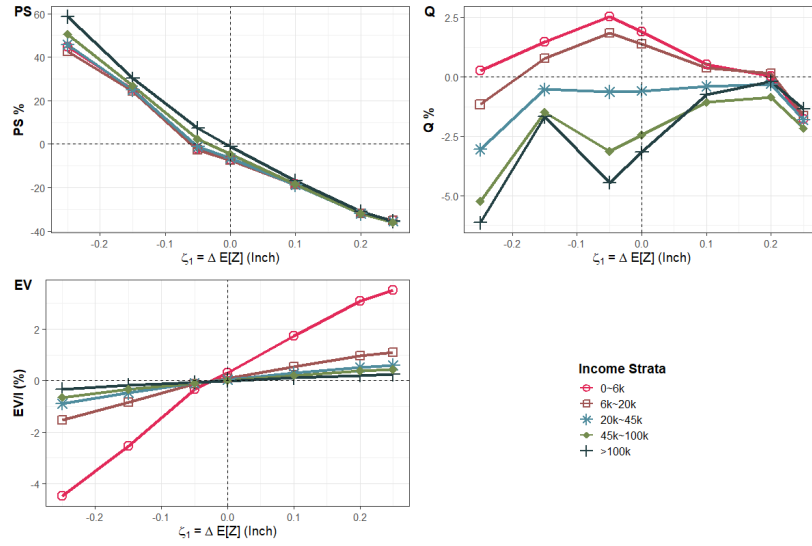 PS
PS %
60
40
20
0
-20
-40
-0.2
-0.1
0.0
0.1
0.2
ζ₁ = Δ E[Z] (Inch)
Q
Q %
2.5
0.0
-2.5
-5.0
-0.2
-0.1
0.0
0.1
0.2
ζ₁ = Δ E[Z] (Inch)
EV
EV/I (%)
2
0
-2
-4
-0.2
-0.1
0.0
0.1
0.2
ζ₁ = Δ E[Z] (Inch)
Income Strata
0~6k
6k~20k
20k~45k
45k~100k
>100k